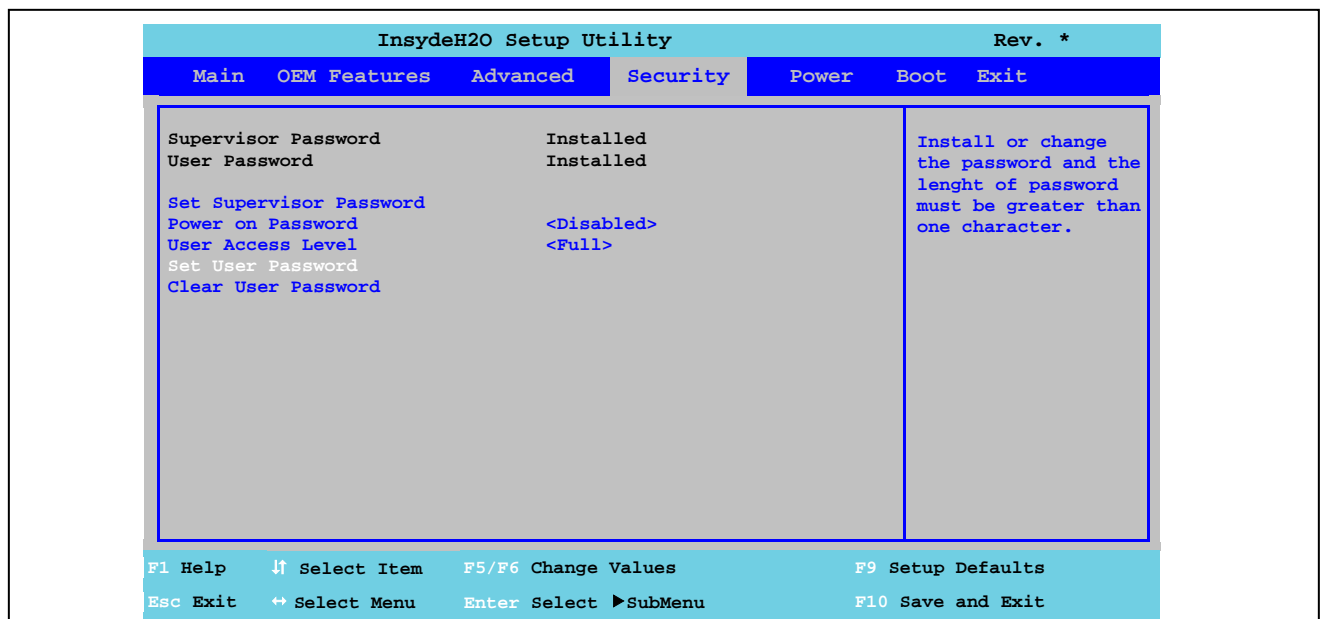 InsydeH2O Setup Utility Rev. *
Main OEM Features Advanced Security Power Boot Exit
Supervisor Password Installed
User Password Installed
Set Supervisor Password
Power on Password <Disabled>
User Access Level <Full>
Set User Password
Clear User Password
Install or change
the password and the
lenght of password
must be greater than
one character.
F1 Help ↓↑ Select Item F5/F6 Change Values F9 Setup Defaults
Esc Exit ↔ Select Menu Enter Select ▶SubMenu F10 Save and Exit